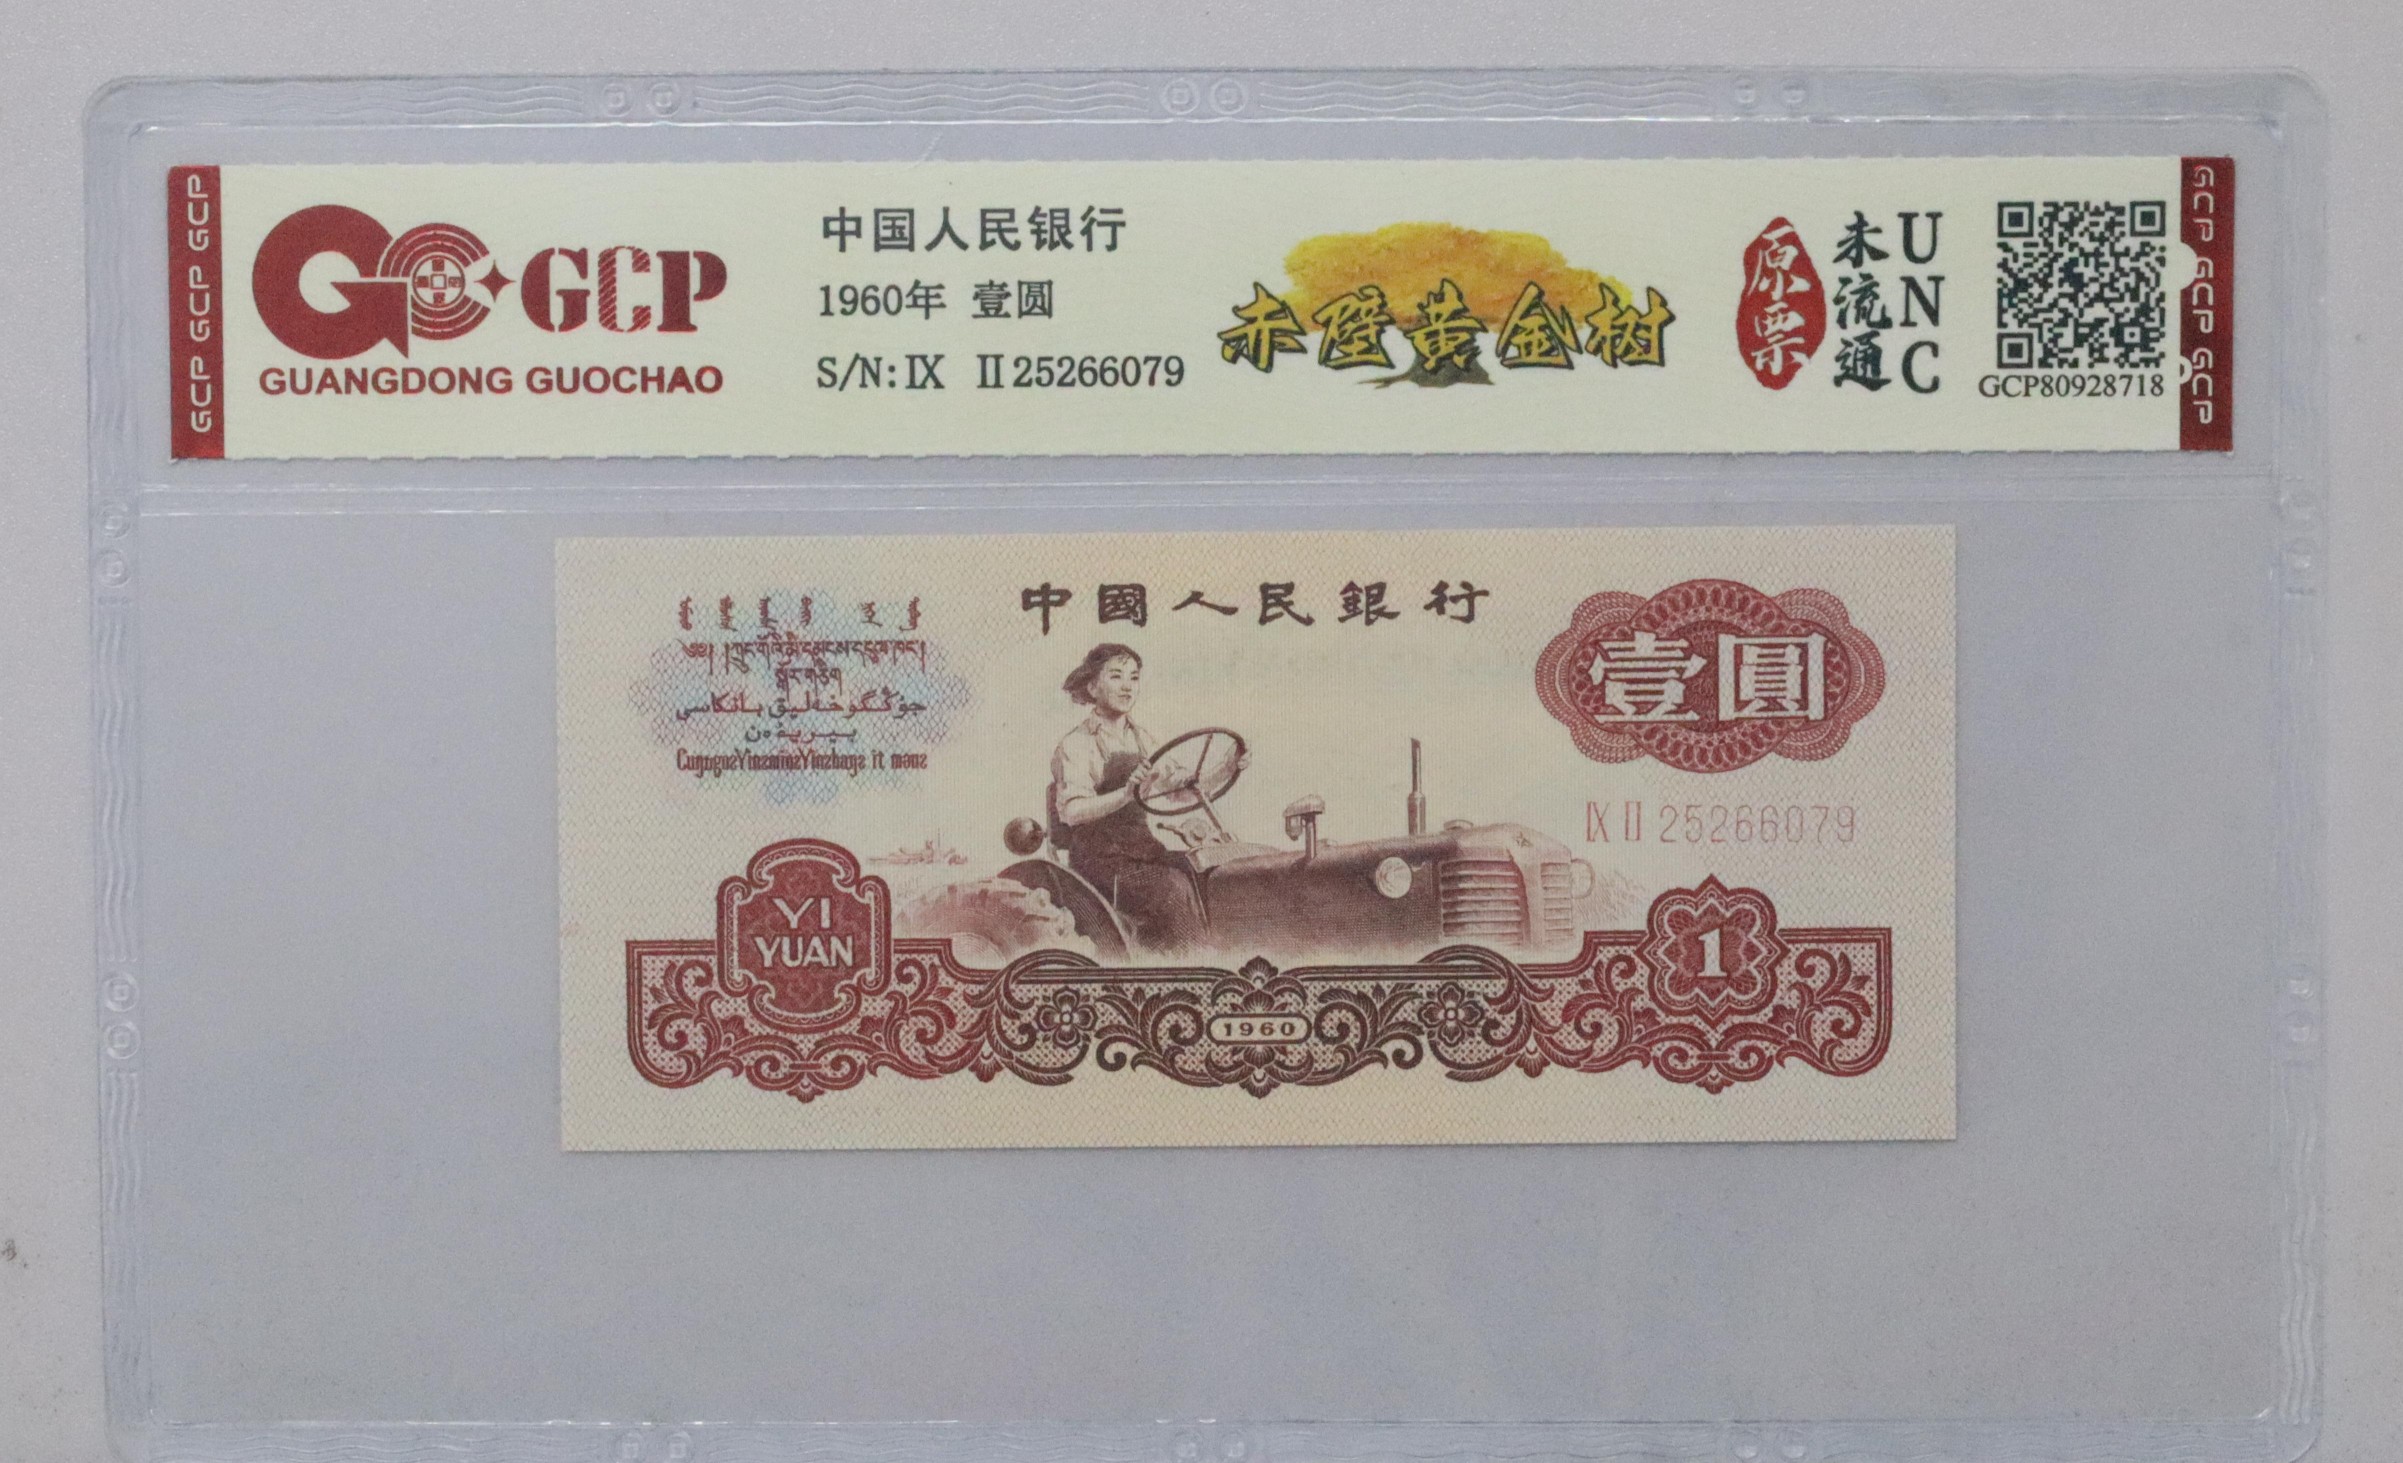 GCP GCP GCP
GCP
GUANGDONG GUOCHAO
中国人民银行
1960年 壹圆
S/N: IX II 25266079
赤壁黄金树
原票
未流通
UNC
GCP80928718
GCP GCP GCP
中國人民銀行
壹圓
IX II 25266079
YI
YUAN
1
1960